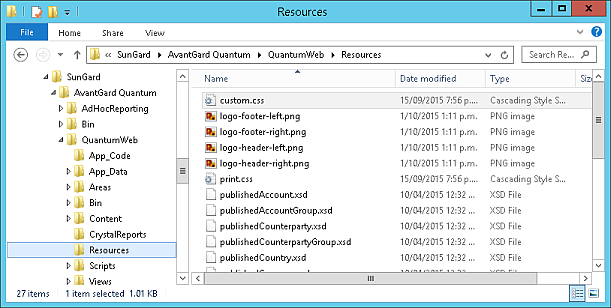 Resources
File Home Share View
« SunGard ▸ AvantGard Quantum ▸ QuantumWeb ▸ Resources
Search Re...
SunGard
AvantGard Quantum
AdHocReporting
Bin
QuantumWeb
App_Code
App_Data
Areas
Bin
Content
CrystalReports
Resources
Scripts
Views
Name Date modified Type Size
custom.css 15/09/2015 7:56 p.m. Cascading Style S...
logo-footer-left.png 1/10/2015 1:11 p.m. PNG image
logo-footer-right.png 1/10/2015 1:11 p.m. PNG image
logo-header-left.png 1/10/2015 1:11 p.m. PNG image
logo-header-right.png 1/10/2015 1:11 p.m. PNG image
print.css 15/09/2015 7:56 p.m. Cascading Style S...
publishedAccount.xsd 10/04/2015 12:32 ... XSD File
publishedAccountGroup.xsd 10/04/2015 12:32 ... XSD File
publishedCounterparty.xsd 10/04/2015 12:32 ... XSD File
publishedCounterpartyGroup.xsd 10/04/2015 12:32 ... XSD File
publishedCountry.xsd 10/04/2015 12:32 ... XSD File
27 items 1 item selected 1.01 KB